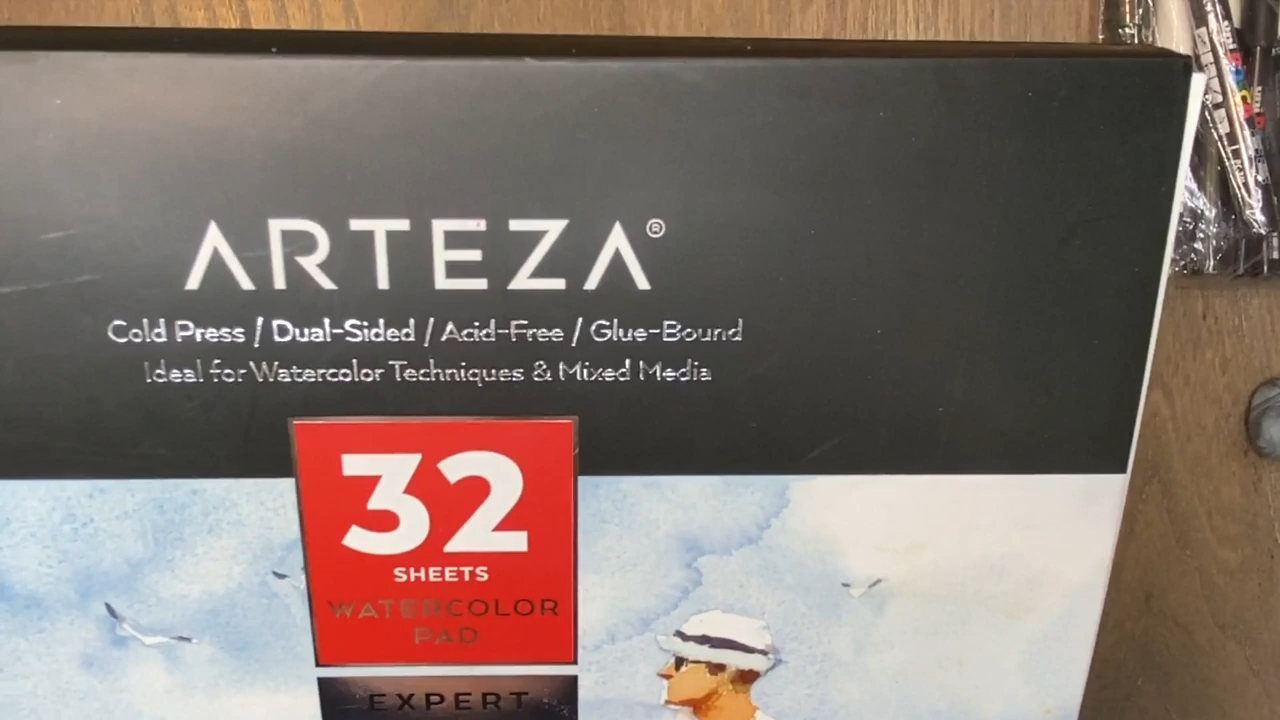 ARTEZA®
Cold Press / Dual-Sided / Acid-Free / Glue-Bound
Ideal for Watercolor Techniques & Mixed Media
32
SHEETS
WATERCOLOR
PAD
EXPERT